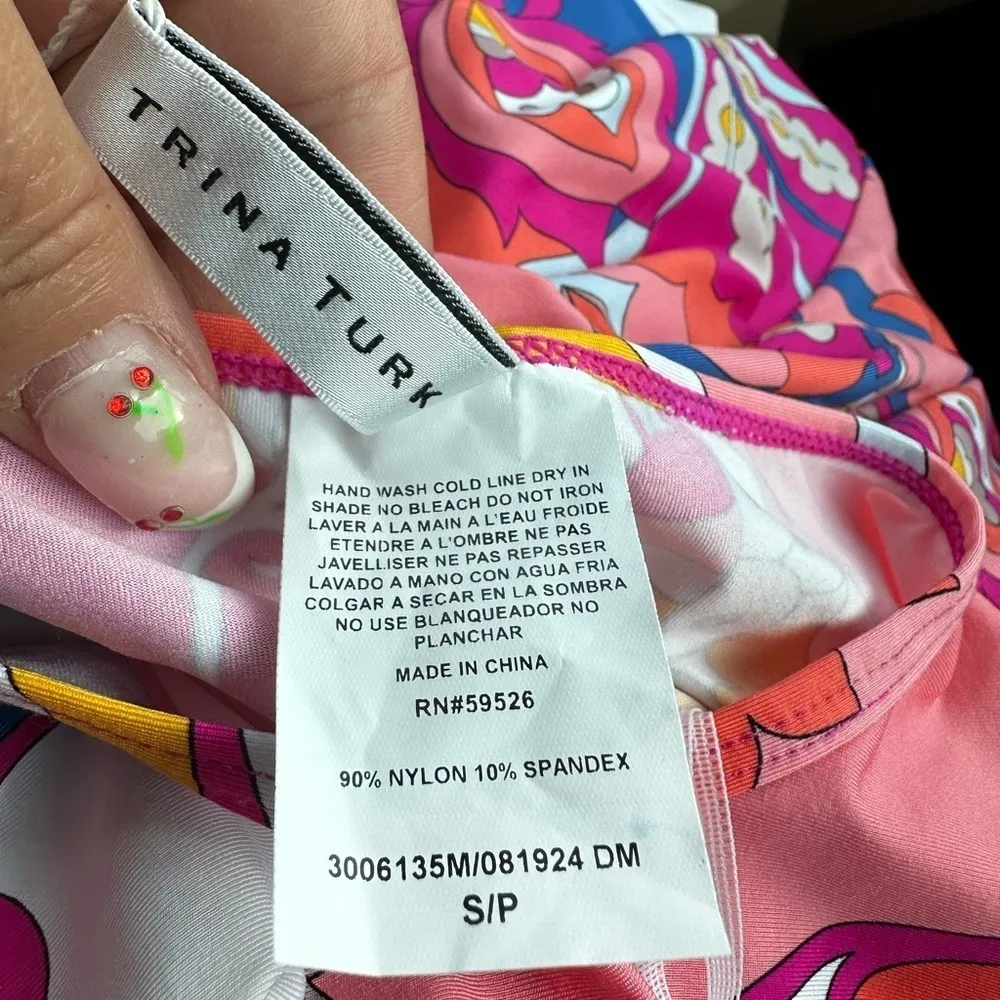 TRINA TURK
HAND WASH COLD LINE DRY IN
SHADE NO BLEACH DO NOT IRON
LAVER A LA MAIN A L'EAU FROIDE
ETENDRE A L'OMBRE NE PAS
JAVELLISER NE PAS REPASSER
LAVADO A MANO CON AGUA FRIA
COLGAR A SECAR EN LA SOMBRA
NO USE BLANQUEADOR NO
PLANCHAR
MADE IN CHINA
RN#59526
90% NYLON 10% SPANDEX
3006135M/081924 DM
S/P